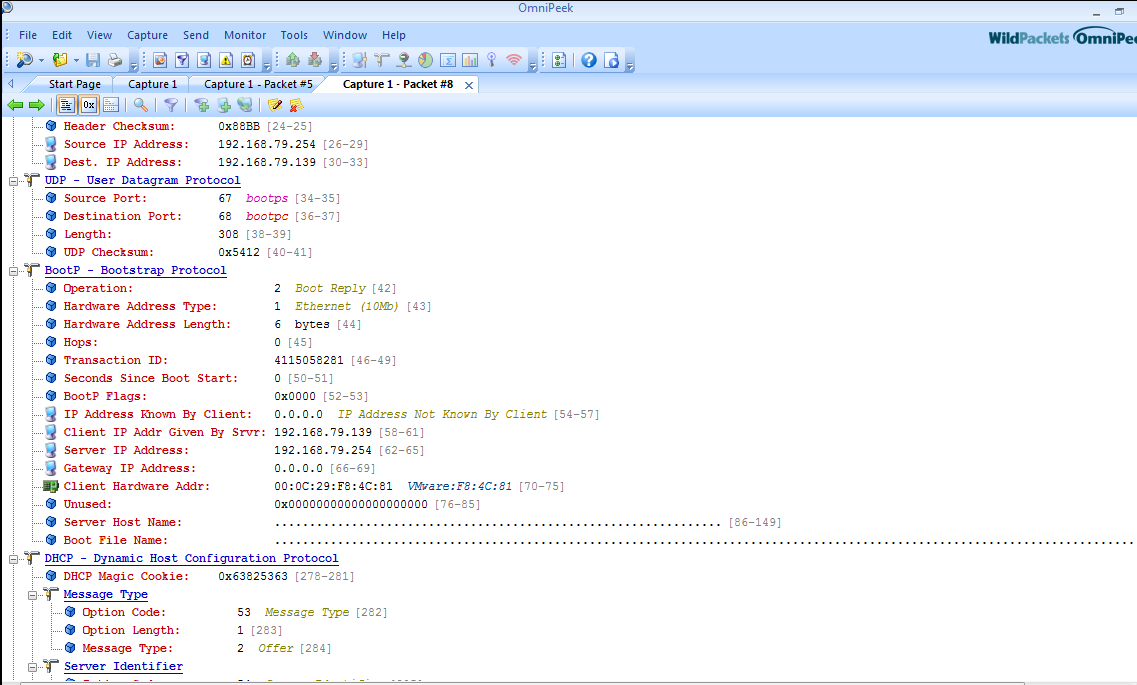 OmniPeek
File Edit View Capture Send Monitor Tools Window Help
WildPackets OmniPee
Start Page Capture 1 Capture 1 - Packet #5 Capture 1 - Packet #8
0x
Header Checksum: 0x88BB [24-25]
Source IP Address: 192.168.79.254 [26-29]
Dest. IP Address: 192.168.79.139 [30-33]
UDP - User Datagram Protocol
Source Port: 67 bootps [34-35]
Destination Port: 68 bootpc [36-37]
Length: 308 [38-39]
UDP Checksum: 0x5412 [40-41]
BootP - Bootstrap Protocol
Operation: 2 Boot Reply [42]
Hardware Address Type: 1 Ethernet (10Mb) [43]
Hardware Address Length: 6 bytes [44]
Hops: 0 [45]
Transaction ID: 4115058281 [46-49]
Seconds Since Boot Start: 0 [50-51]
BootP Flags: 0x0000 [52-53]
IP Address Known By Client: 0.0.0.0 IP Address Not Known By Client [54-57]
Client IP Addr Given By Srvr: 192.168.79.139 [58-61]
Server IP Address: 192.168.79.254 [62-65]
Gateway IP Address: 0.0.0.0 [66-69]
Client Hardware Addr: 00:0C:29:F8:4C:81 VMware:F8:4C:81 [70-75]
Unused: 0x00000000000000000000 [76-85]
Server Host Name: ................................................................ [86-149]
Boot File Name: ...........................................................................................................................
DHCP - Dynamic Host Configuration Protocol
DHCP Magic Cookie: 0x63825363 [278-281]
Message Type
Option Code: 53 Message Type [282]
Option Length: 1 [283]
Message Type: 2 Offer [284]
Server Identifier